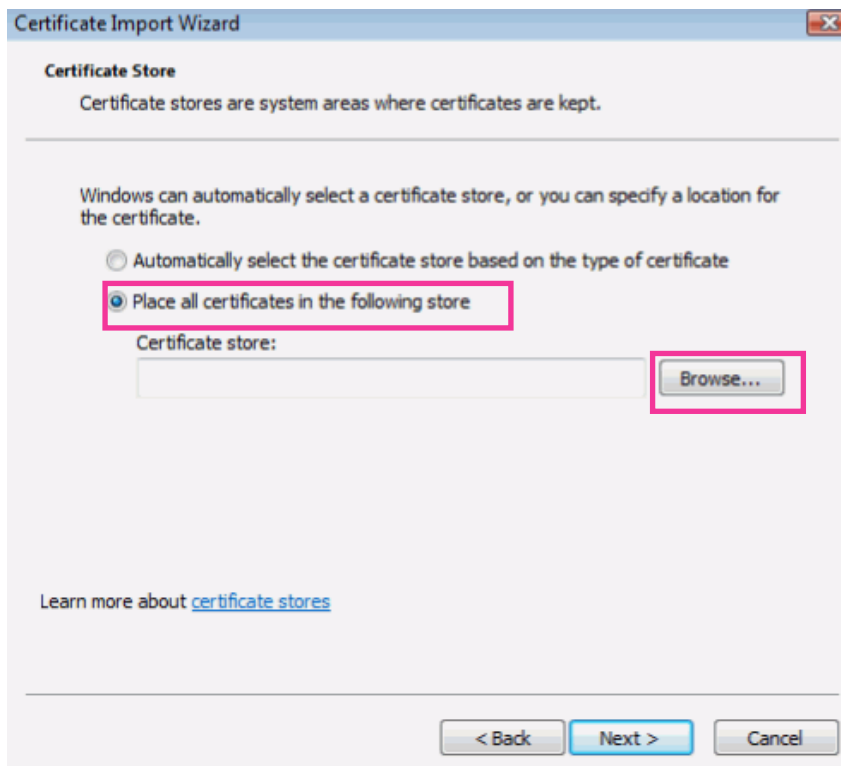 Certificate Import Wizard
Certificate Store
Certificate stores are system areas where certificates are kept.
Windows can automatically select a certificate store, or you can specify a location for
the certificate.
Automatically select the certificate store based on the type of certificate
Place all certificates in the following store
Certificate store:
Browse...
Learn more about certificate stores
< Back Next > Cancel